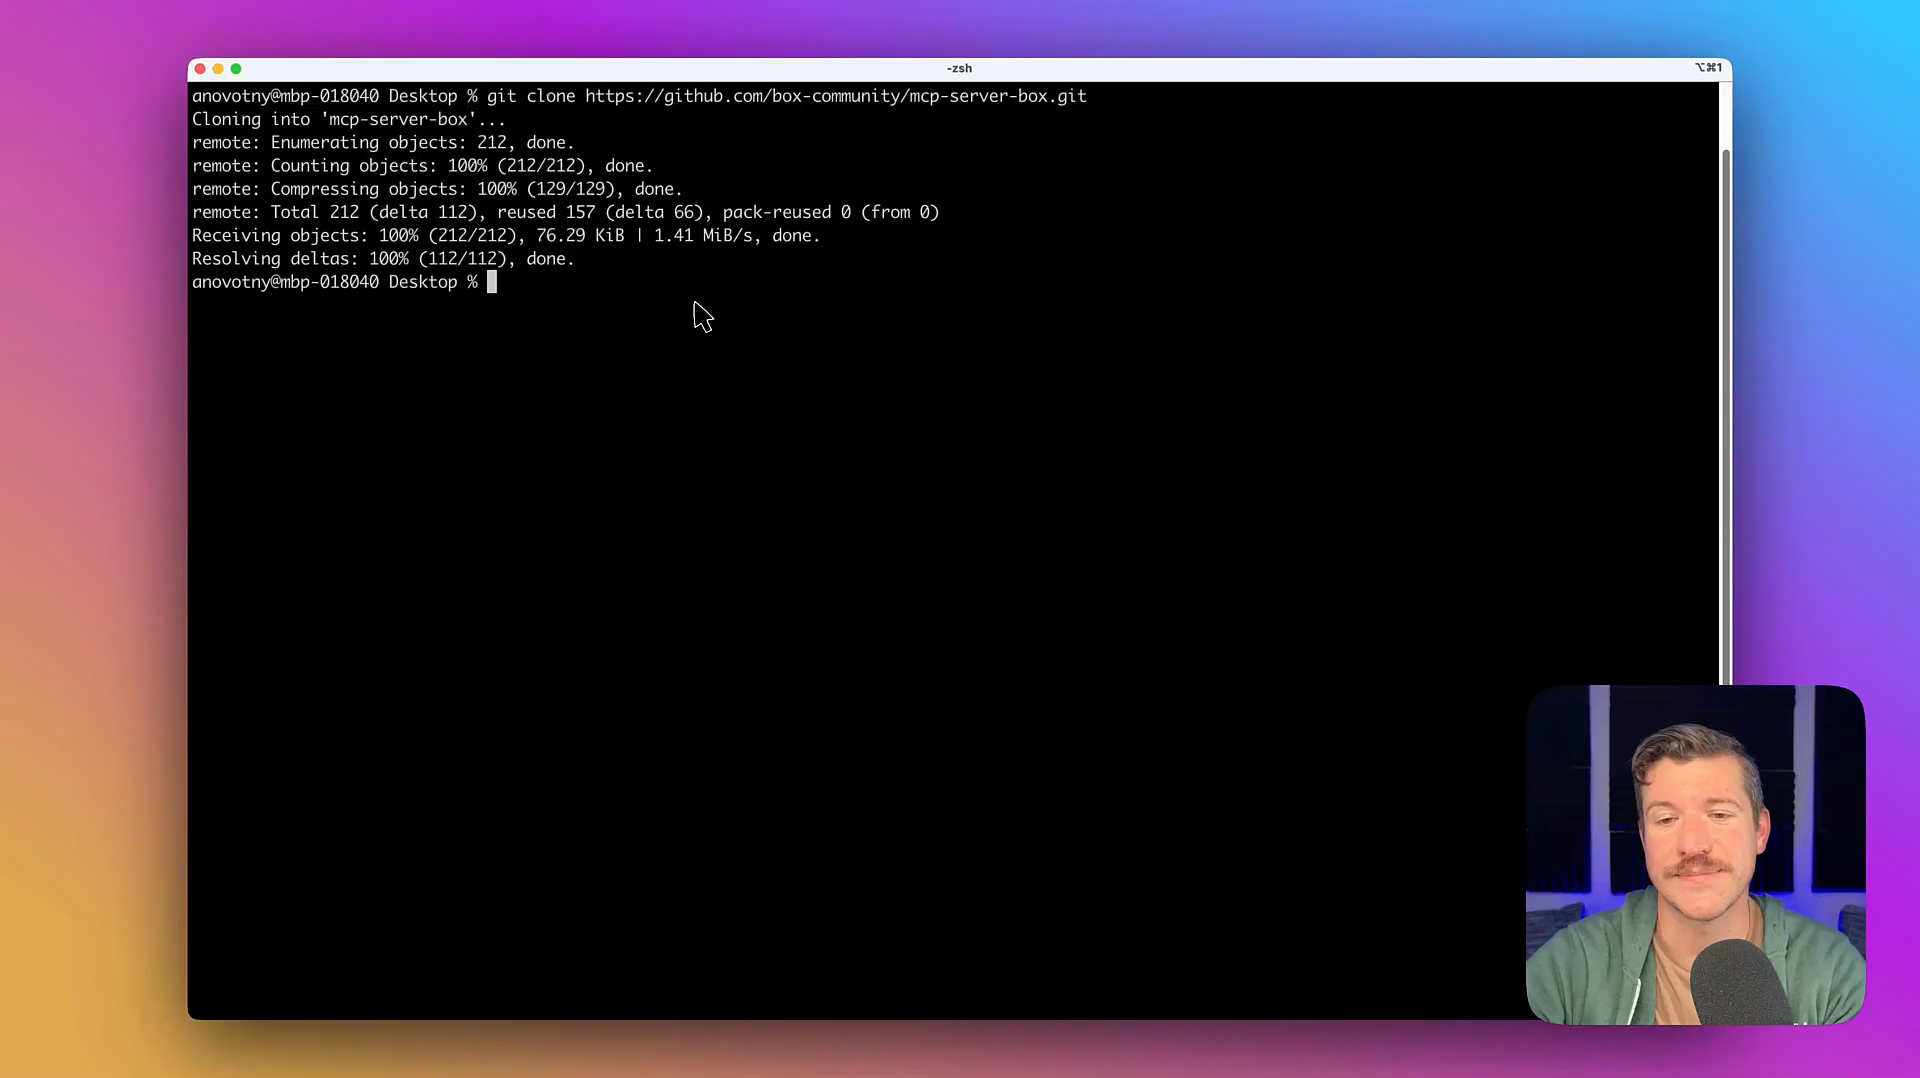 -zsh
⌥⌘1
anovotny@mbp-018040 Desktop % git clone https://github.com/box-community/mcp-server-box.git
Cloning into 'mcp-server-box'...
remote: Enumerating objects: 212, done.
remote: Counting objects: 100% (212/212), done.
remote: Compressing objects: 100% (129/129), done.
remote: Total 212 (delta 112), reused 157 (delta 66), pack-reused 0 (from 0)
Receiving objects: 100% (212/212), 76.29 KiB | 1.41 MiB/s, done.
Resolving deltas: 100% (112/112), done.
anovotny@mbp-018040 Desktop %